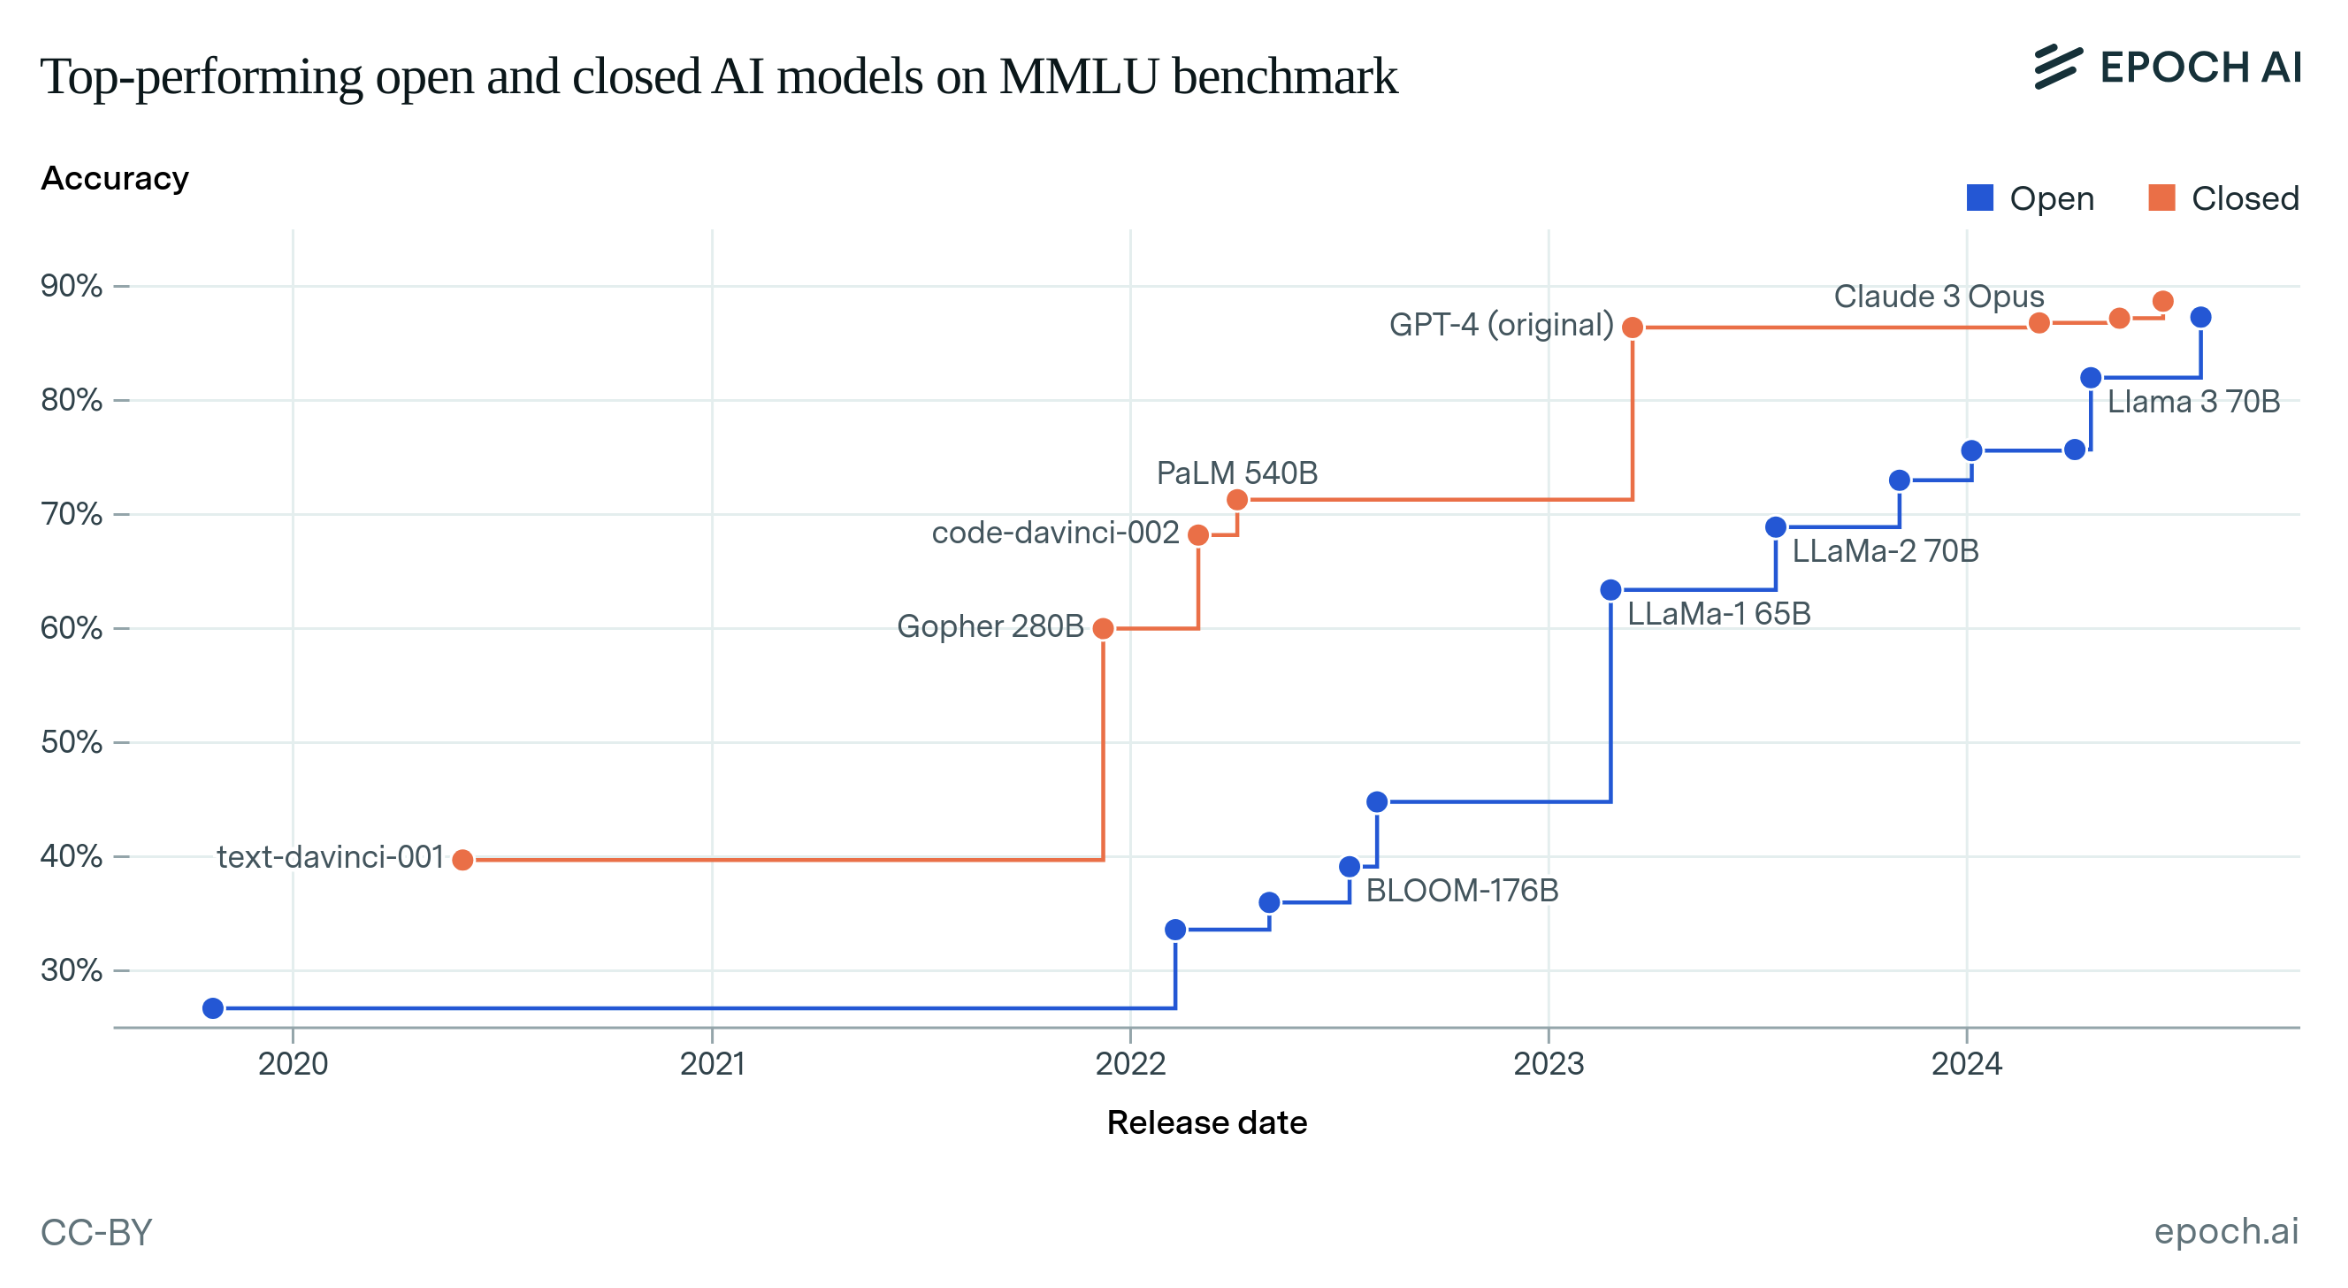 Top-performing open and closed AI models on MMLU benchmark
EPOCH AI
Accuracy
Open
Closed
90%
Claude 3 Opus
GPT-4 (original)
80%
Llama 3 70B
PaLM 540B
70%
code-davinci-002
LLaMa-2 70B
60%
Gopher 280B
LLaMa-1 65B
50%
40%
text-davinci-001
BLOOM-176B
30%
2020
2021
2022
2023
2024
Release date
CC-BY
epoch.ai